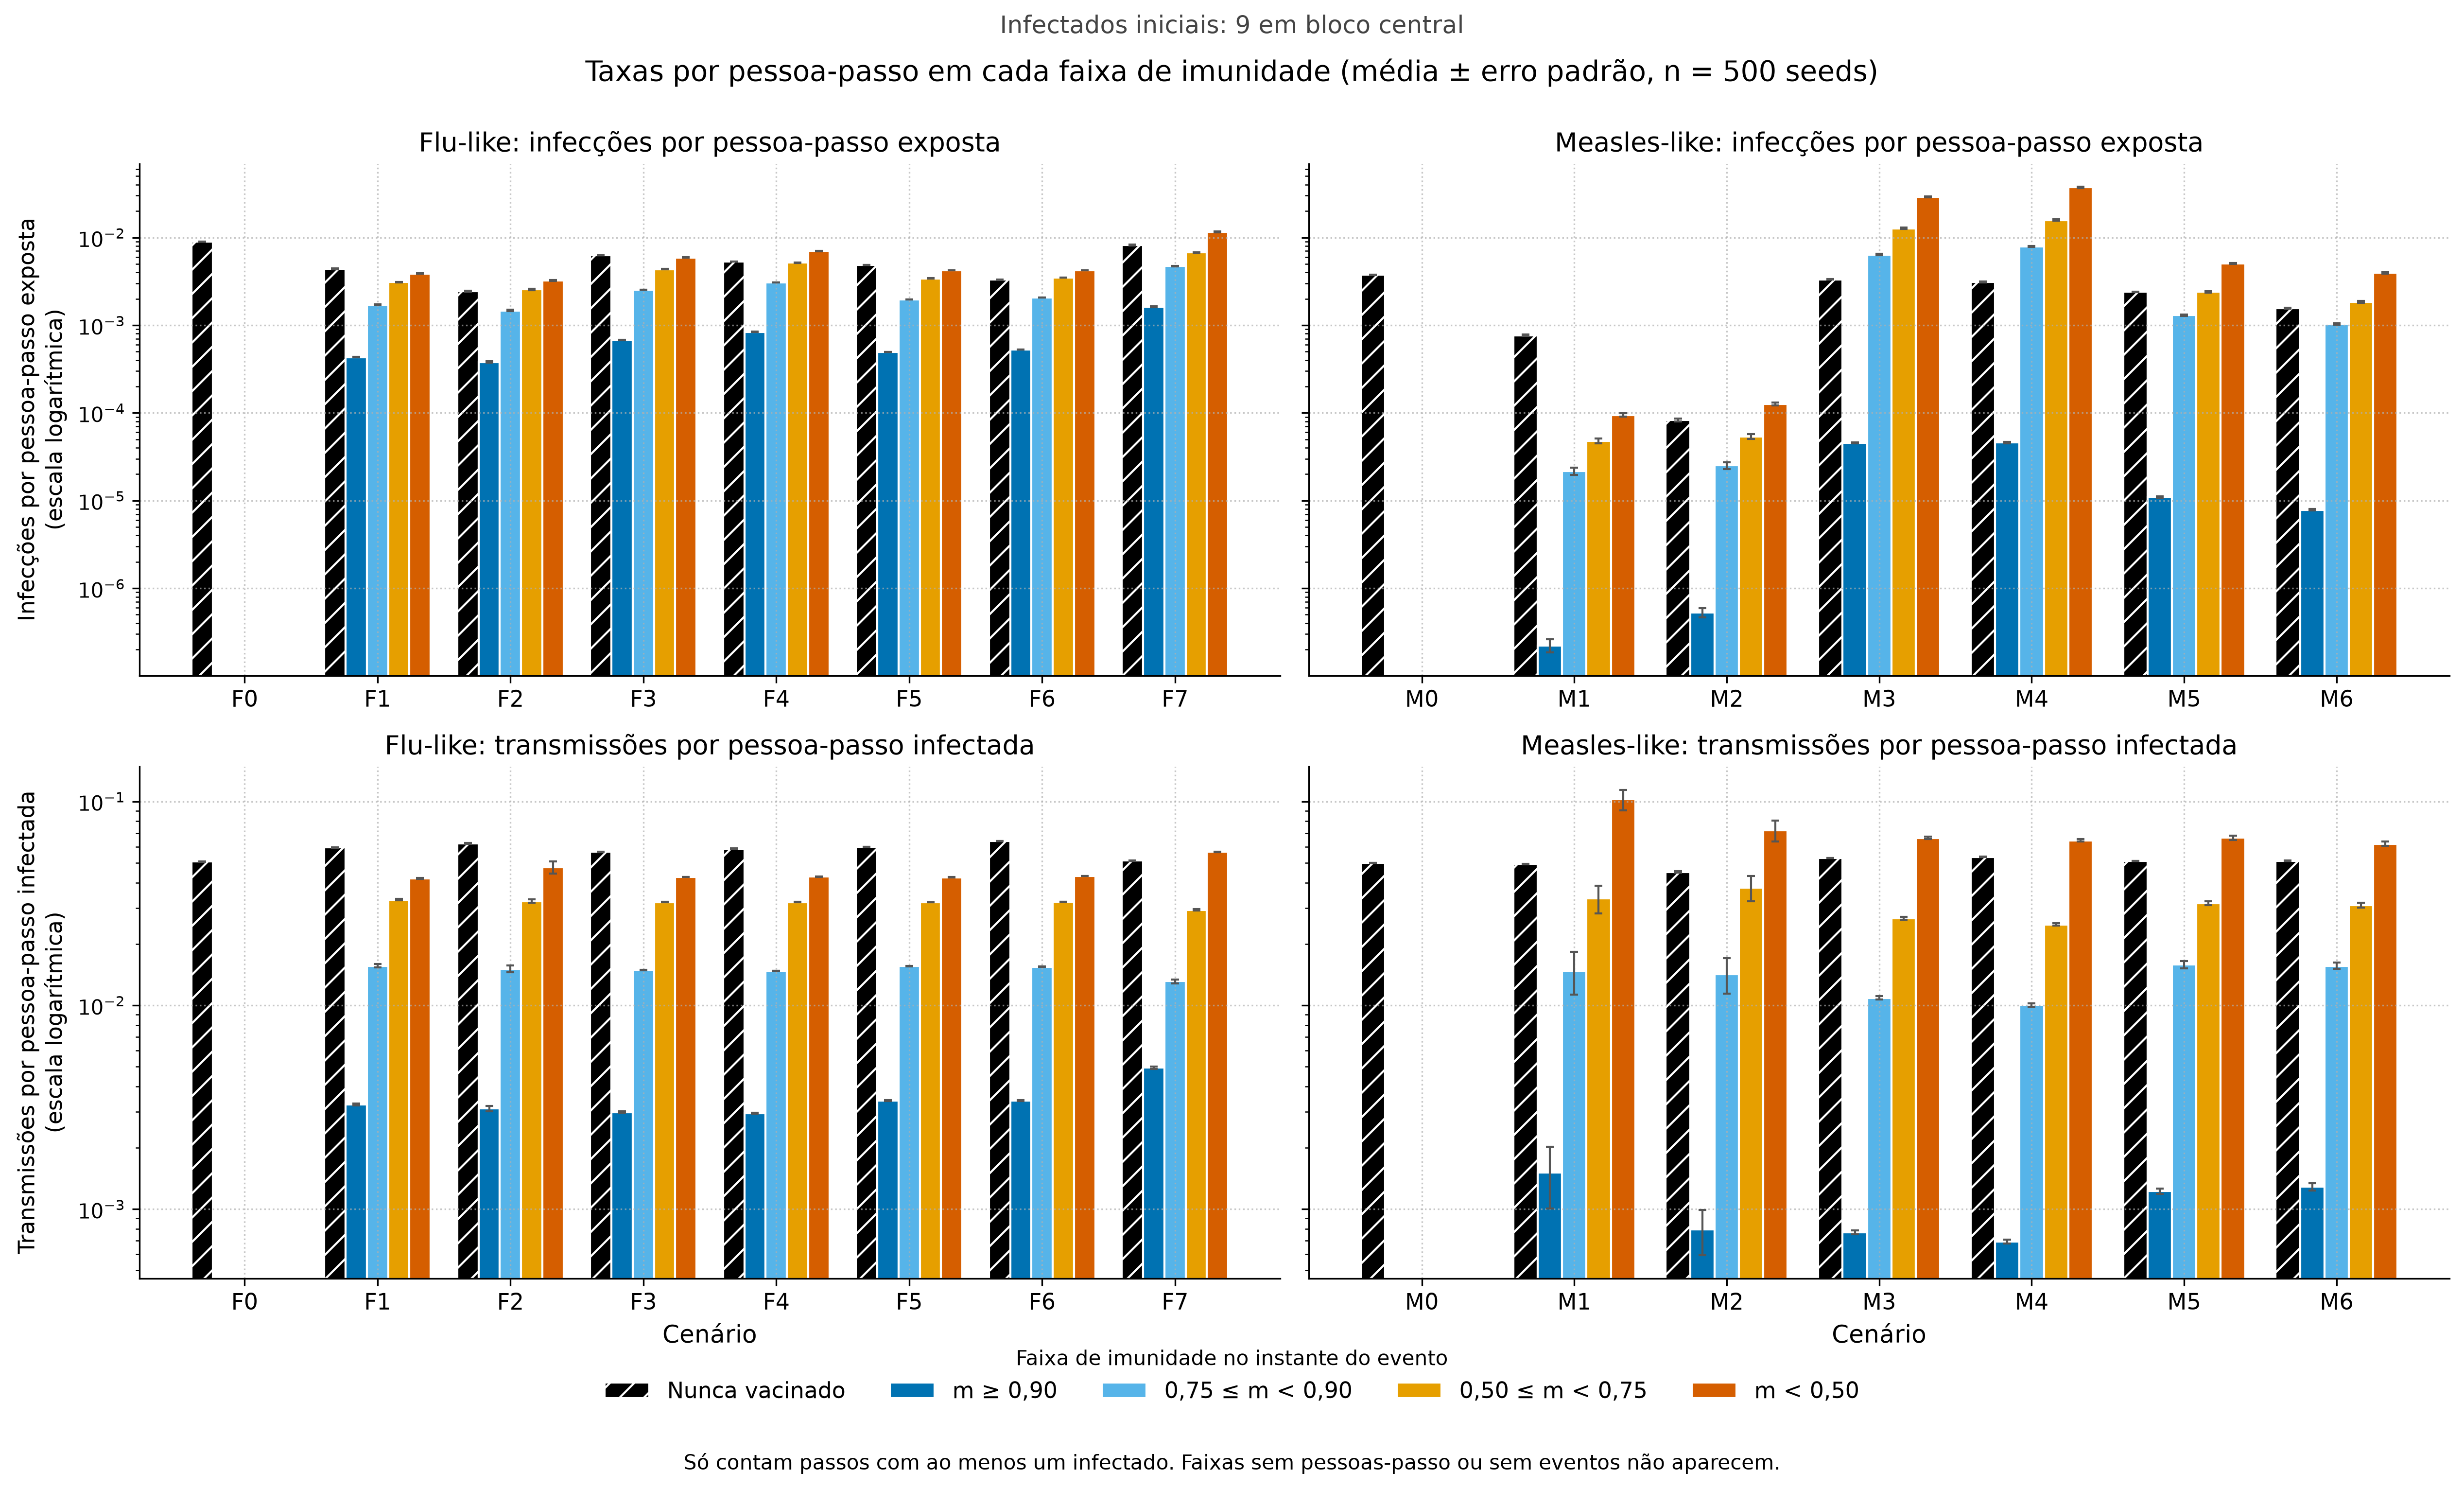 Infectados iniciais: 9 em bloco central
Taxas por pessoa-passo em cada faixa de imunidade (média ± erro padrão, n = 500 seeds)
Flu-like: infecções por pessoa-passo exposta
Infecções por pessoa-passo exposta
(escala logarítmica)
10⁻²
10⁻³
10⁻⁴
10⁻⁵
10⁻⁶
F0 F1 F2 F3 F4 F5 F6 F7
Measles-like: infecções por pessoa-passo exposta
M0 M1 M2 M3 M4 M5 M6
Flu-like: transmissões por pessoa-passo infectada
Transmissões por pessoa-passo infectada
(escala logarítmica)
10⁻¹
10⁻²
10⁻³
F0 F1 F2 F3 F4 F5 F6 F7
Cenário
Measles-like: transmissões por pessoa-passo infectada
M0 M1 M2 M3 M4 M5 M6
Cenário
Faixa de imunidade no instante do evento
Nunca vacinado m ≥ 0,90 0,75 ≤ m < 0,90 0,50 ≤ m < 0,75 m < 0,50
Só contam passos com ao menos um infectado. Faixas sem pessoas-passo ou sem eventos não aparecem.